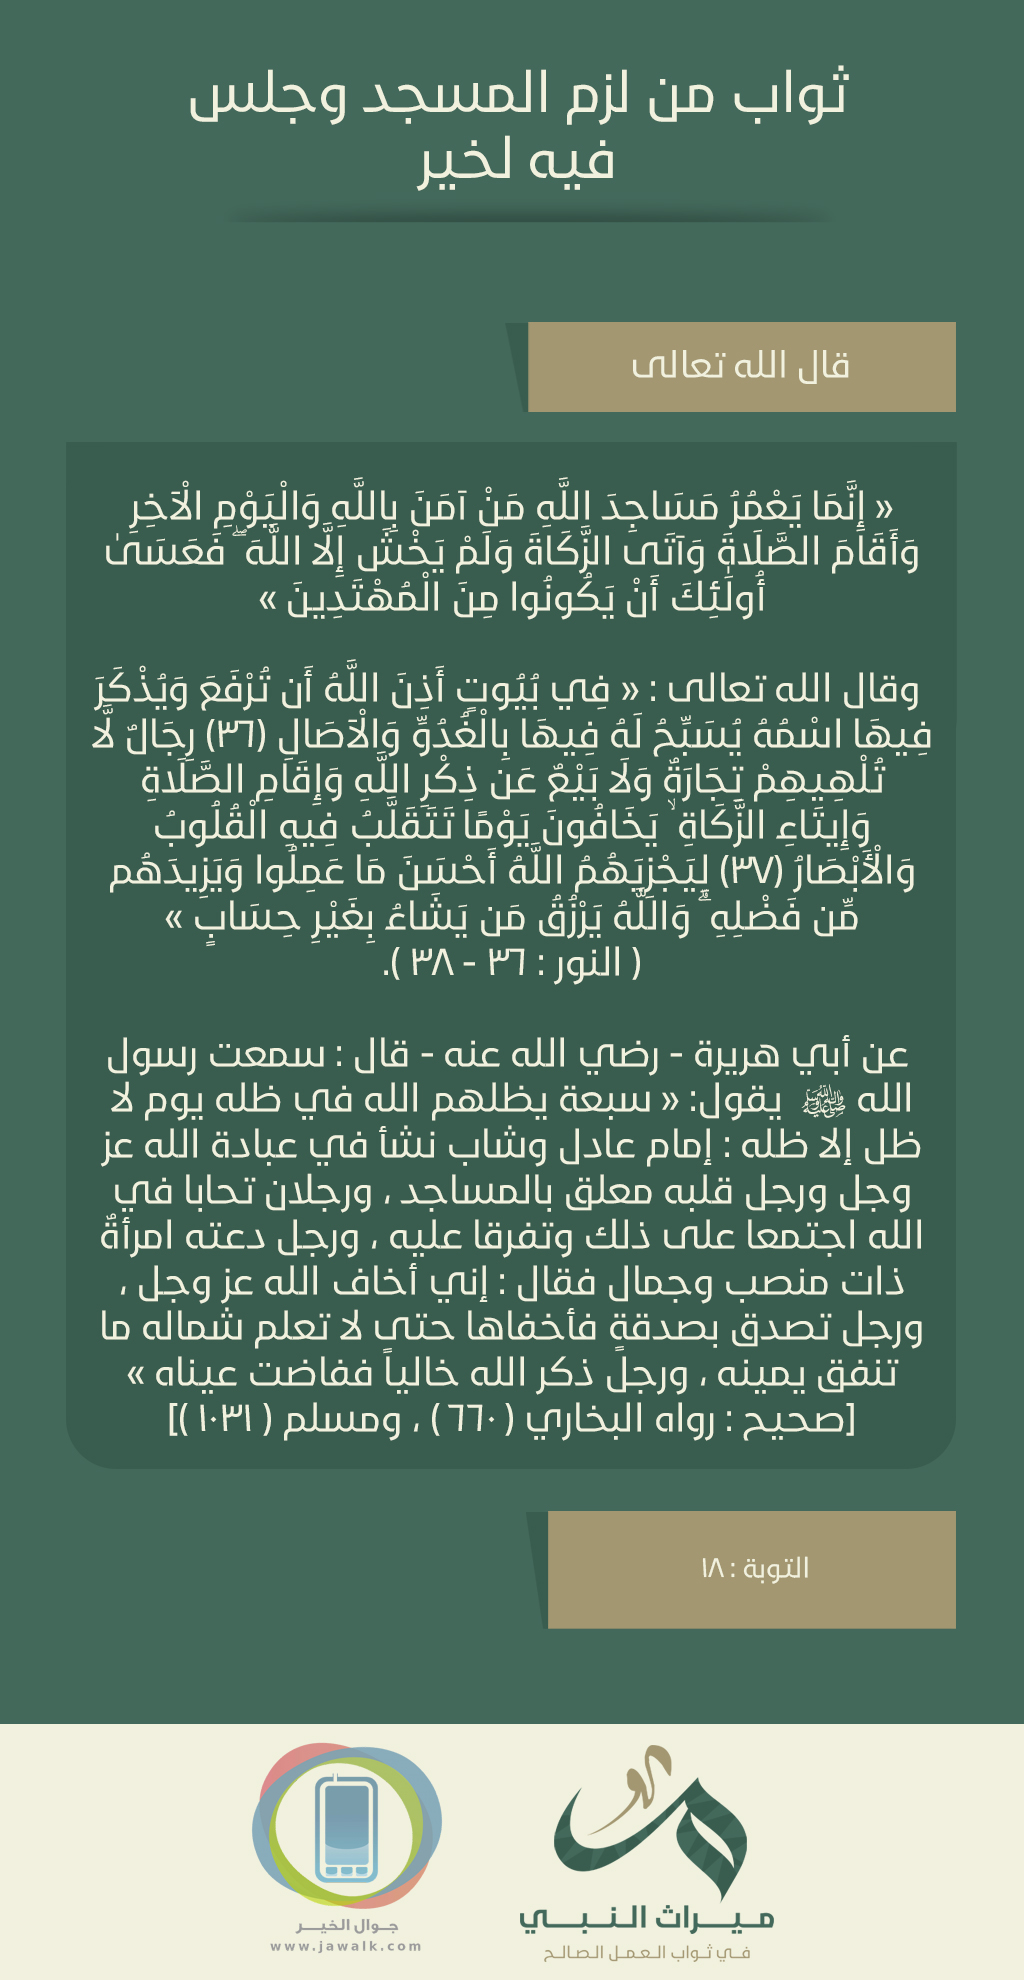 ثواب من لزم المسجد وجلس
فيه لخير
قال الله تعالى
« إِنَّمَا يَعْمُرُ مَسَاجِدَ اللَّهِ مَنْ آمَنَ بِاللَّهِ وَالْيَوْمِ الْآخِرِ
وَأَقَامَ الصَّلَاةَ وَآتَى الزَّكَاةَ وَلَمْ يَخْشَ إِلَّا اللَّهَ ۖ فَعَسَىٰ
أُولَٰئِكَ أَنْ يَكُونُوا مِنَ الْمُهْتَدِينَ »
وقال الله تعالى : « فِي بُيُوتٍ أَذِنَ اللَّهُ أَن تُرْفَعَ وَيُذْكَرَ
فِيهَا اسْمُهُ يُسَبِّحُ لَهُ فِيهَا بِالْغُدُوِّ وَالْآصَالِ (٣٦) رِجَالٌ لَّا
تُلْهِيهِمْ تِجَارَةٌ وَلَا بَيْعٌ عَن ذِكْرِ اللَّهِ وَإِقَامِ الصَّلَاةِ
وَإِيتَاءِ الزَّكَاةِ ۙ يَخَافُونَ يَوْمًا تَتَقَلَّبُ فِيهِ الْقُلُوبُ
وَالْأَبْصَارُ (٣٧) لِيَجْزِيَهُمُ اللَّهُ أَحْسَنَ مَا عَمِلُوا وَيَزِيدَهُم
مِّن فَضْلِهِ ۗ وَاللَّهُ يَرْزُقُ مَن يَشَاءُ بِغَيْرِ حِسَابٍ »
( النور : ٣٦ - ٣٨ ).
عن أبي هريرة - رضي الله عنه - قال : سمعت رسول
الله ﷺ يقول: « سبعة يظلهم الله في ظله يوم لا
ظل إلا ظله : إمام عادل وشاب نشأ في عبادة الله عز
وجل ورجل قلبه معلق بالمساجد ، ورجلان تحابا في
الله اجتمعا على ذلك وتفرقا عليه ، ورجل دعته امرأةٌ
ذات منصب وجمال فقال : إني أخاف الله عز وجل ،
ورجل تصدق بصدقةٍ فأخفاها حتى لا تعلم شماله ما
تنفق يمينه ، ورجلٌ ذكر الله خالياً ففاضت عيناه »
[صحيح : رواه البخاري ( ٦٦٠ ) ، ومسلم ( ١٠٣١ )]
التوبة : ١٨
ميراث النبي
في ثواب العمل الصالح
جوال الخير
www.jawalk.com